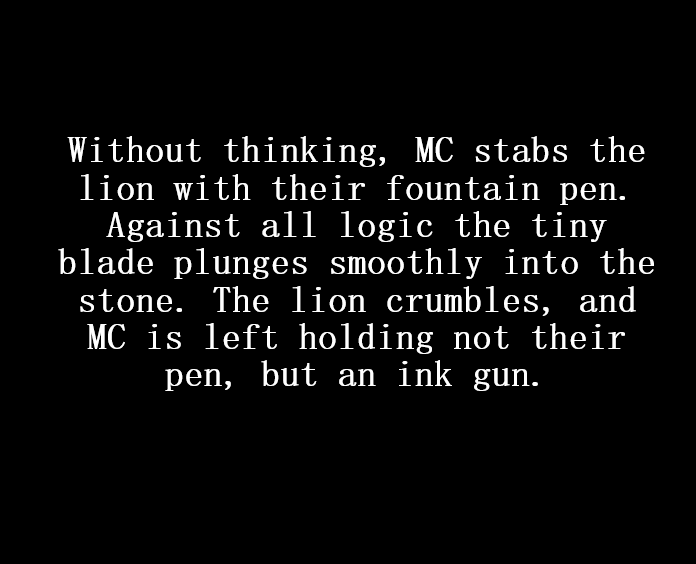 Without thinking, MC stabs the
lion with their fountain pen.
Against all logic the tiny
blade plunges smoothly into the
stone. The lion crumbles, and
MC is left holding not their
pen, but an ink gun.